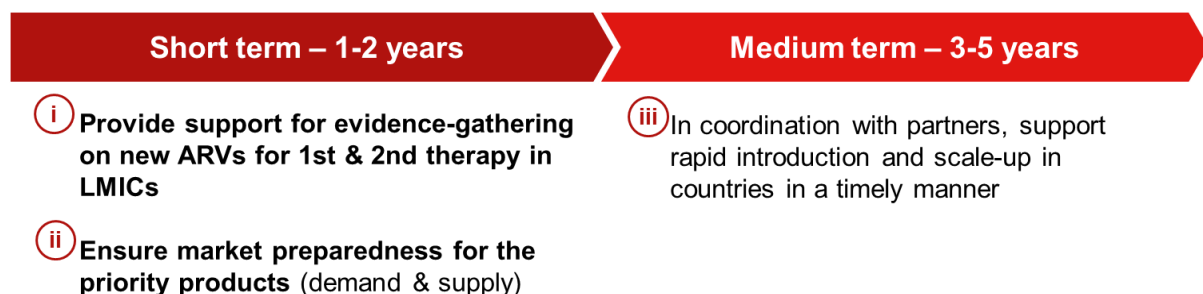 Short term – 1-2 years
Medium term – 3-5 years
i
Provide support for evidence-gathering
on new ARVs for 1st & 2nd therapy in
LMICs
ii
Ensure market preparedness for the
priority products (demand & supply)
iii
In coordination with partners, support
rapid introduction and scale-up in
countries in a timely manner